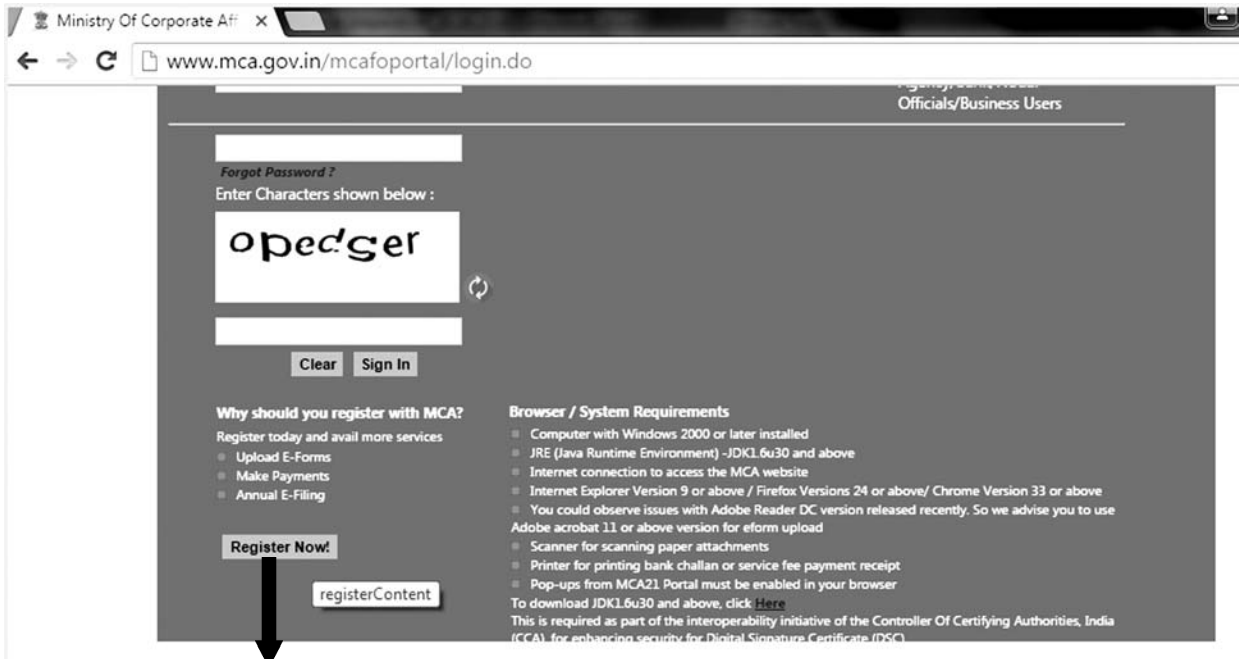 Ministry Of Corporate Aff
www.mca.gov.in/mcafoportal/login.do
Officials/Business Users
Forgot Password ?
Enter Characters shown below :
opedser
Clear Sign In
Why should you register with MCA?
Register today and avail more services
Upload E-Forms
Make Payments
Annual E-Filing
Register Now!
registerContent
Browser / System Requirements
Computer with Windows 2000 or later installed
JRE (Java Runtime Environment) -JDK1.6u30 and above
Internet connection to access the MCA website
Internet Explorer Version 9 or above / Firefox Versions 24 or above/ Chrome Version 33 or above
You could observe issues with Adobe Reader DC version released recently. So we advise you to use
Adobe acrobat 11 or above version for eform upload
Scanner for scanning paper attachments
Printer for printing bank challan or service fee payment receipt
Pop-ups from MCA21 Portal must be enabled in your browser
To download JDK1.6u30 and above, click Here
This is required as part of the interoperability initiative of the Controller Of Certifying Authorities, India
(CCA), for enhancing security for Digital Signature Certificate (DSC)